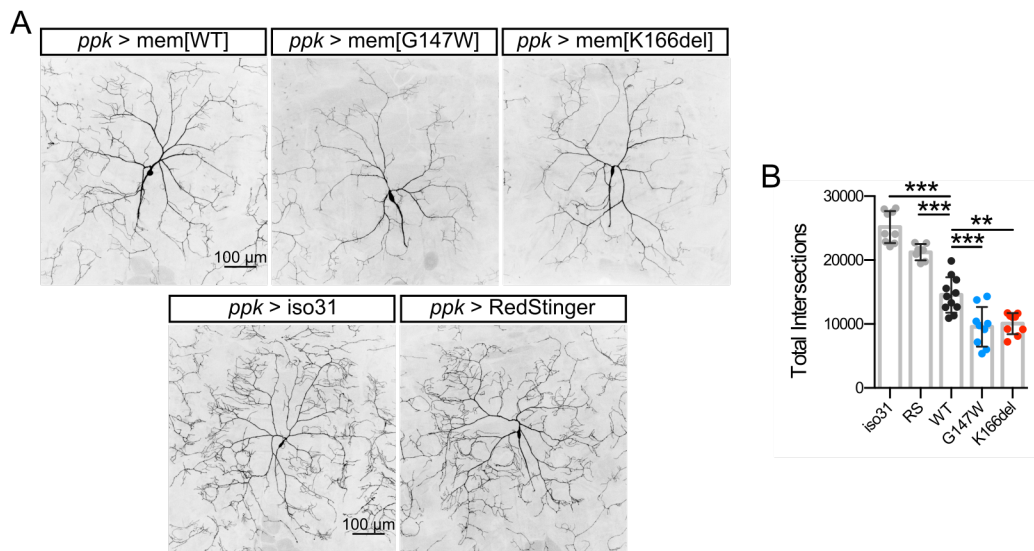 A
ppk > mem[WT]
ppk > mem[G147W]
ppk > mem[K166del]
100 μm
ppk > iso31
ppk > RedStinger
100 μm
B
Total Intersections
30000
20000
10000
0
***
***
**
***
iso31
RS
WT
G147W
K166del